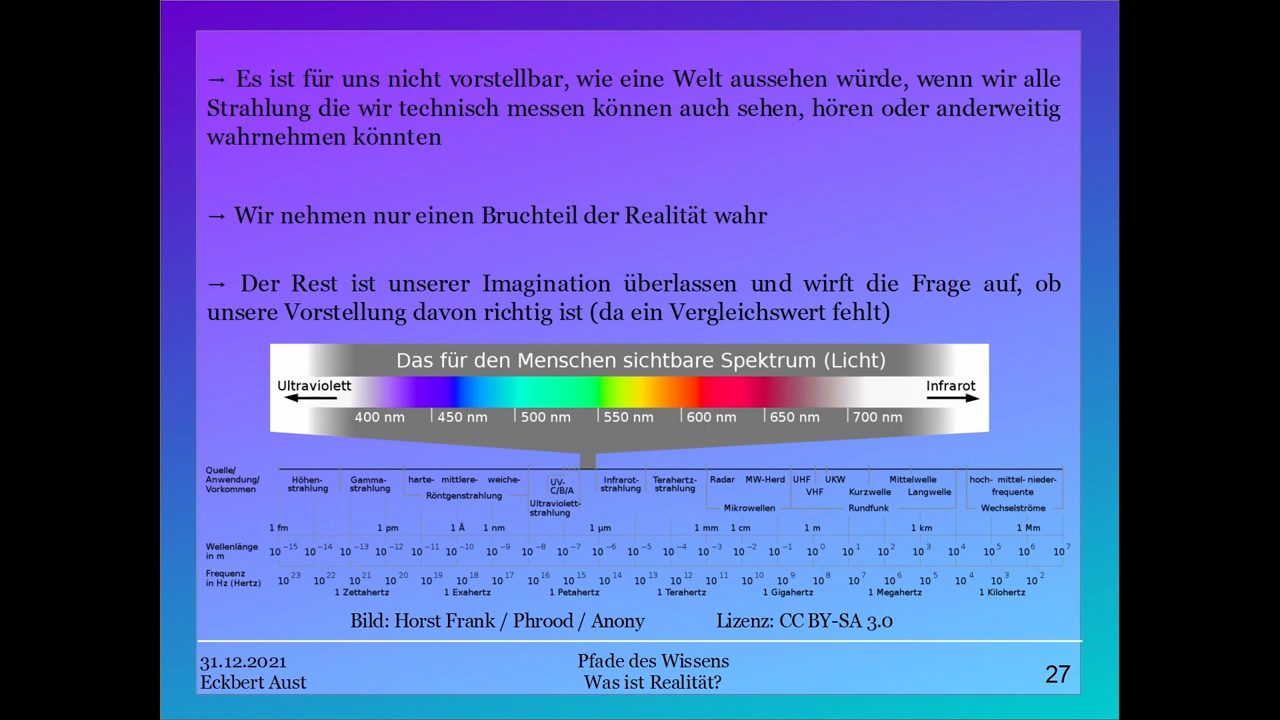 → Es ist für uns nicht vorstellbar, wie eine Welt aussehen würde, wenn wir alle
Strahlung die wir technisch messen können auch sehen, hören oder anderweitig
wahrnehmen könnten
→ Wir nehmen nur einen Bruchteil der Realität wahr
→ Der Rest ist unserer Imagination überlassen und wirft die Frage auf, ob
unsere Vorstellung davon richtig ist (da ein Vergleichswert fehlt)
Das für den Menschen sichtbare Spektrum (Licht)
Ultraviolett Infrarot
400 nm 450 nm 500 nm 550 nm 600 nm 650 nm 700 nm
Quelle/
Anwendung/
Vorkommen
Höhen-
strahlung
Gamma-
strahlung
harte- mittlere- weiche-
Röntgenstrahlung
UV-
C/B/A
Ultraviolett-
strahlung
Infrarot-
strahlung
Terahertz-
strahlung
Radar MW-Herd
Mikrowellen
UHF UKW Mittelwelle
VHF Kurzwelle Langwelle
Rundfunk
hoch- mittel- nieder-
frequente
Wechselströme
1 fm 1 pm 1 Å 1 nm 1 µm 1 mm 1 cm 1 m 1 km 1 Mm
Wellenlänge
in m
10⁻¹⁵ 10⁻¹⁴ 10⁻¹³ 10⁻¹² 10⁻¹¹ 10⁻¹⁰ 10⁻⁹ 10⁻⁸ 10⁻⁷ 10⁻⁶ 10⁻⁵ 10⁻⁴ 10⁻³ 10⁻² 10⁻¹ 10⁰ 10¹ 10² 10³ 10⁴ 10⁵ 10⁶ 10⁷
Frequenz
in Hz (Hertz)
10²³ 10²² 10²¹ 10²⁰ 10¹⁹ 10¹⁸ 10¹⁷ 10¹⁶ 10¹⁵ 10¹⁴ 10¹³ 10¹² 10¹¹ 10¹⁰ 10⁹ 10⁸ 10⁷ 10⁶ 10⁵ 10⁴ 10³ 10²
1 Zettahertz 1 Exahertz 1 Petahertz 1 Terahertz 1 Gigahertz 1 Megahertz 1 Kilohertz
Bild: Horst Frank / Phrood / Anony Lizenz: CC BY-SA 3.0
31.12.2021
Eckbert Aust
Pfade des Wissens
Was ist Realität?
27